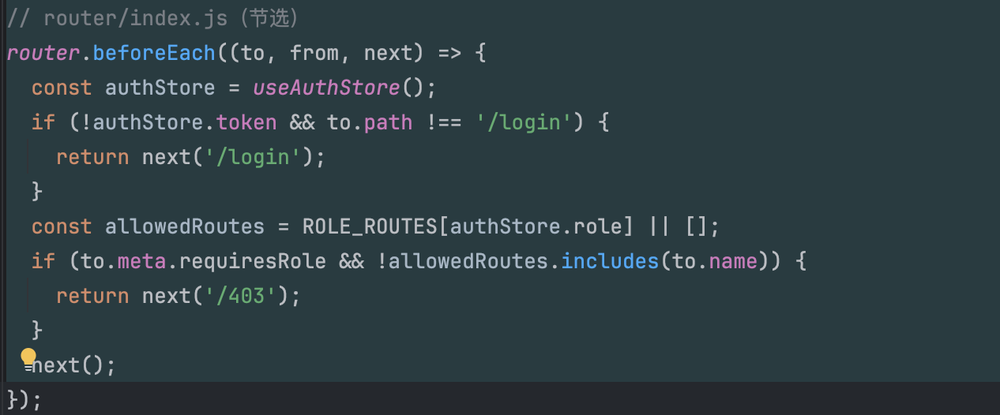 // router/index.js（节选）
router.beforeEach((to, from, next) => {
  const authStore = useAuthStore();
  if (!authStore.token && to.path !== '/login') {
    return next('/login');
  }
  const allowedRoutes = ROLE_ROUTES[authStore.role] || [];
  if (to.meta.requiresRole && !allowedRoutes.includes(to.name)) {
    return next('/403');
  }
  next();
});